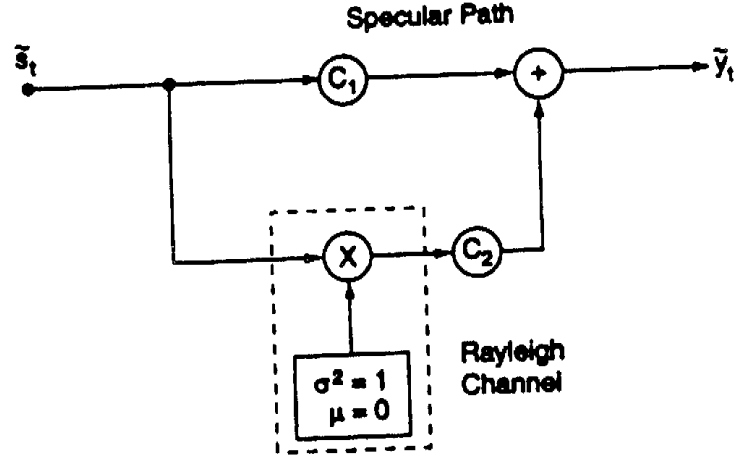 Specular Path
s̃ₜ
C₁
+
ỹₜ
X
C₂
σ² = 1
μ = 0
Rayleigh
Channel